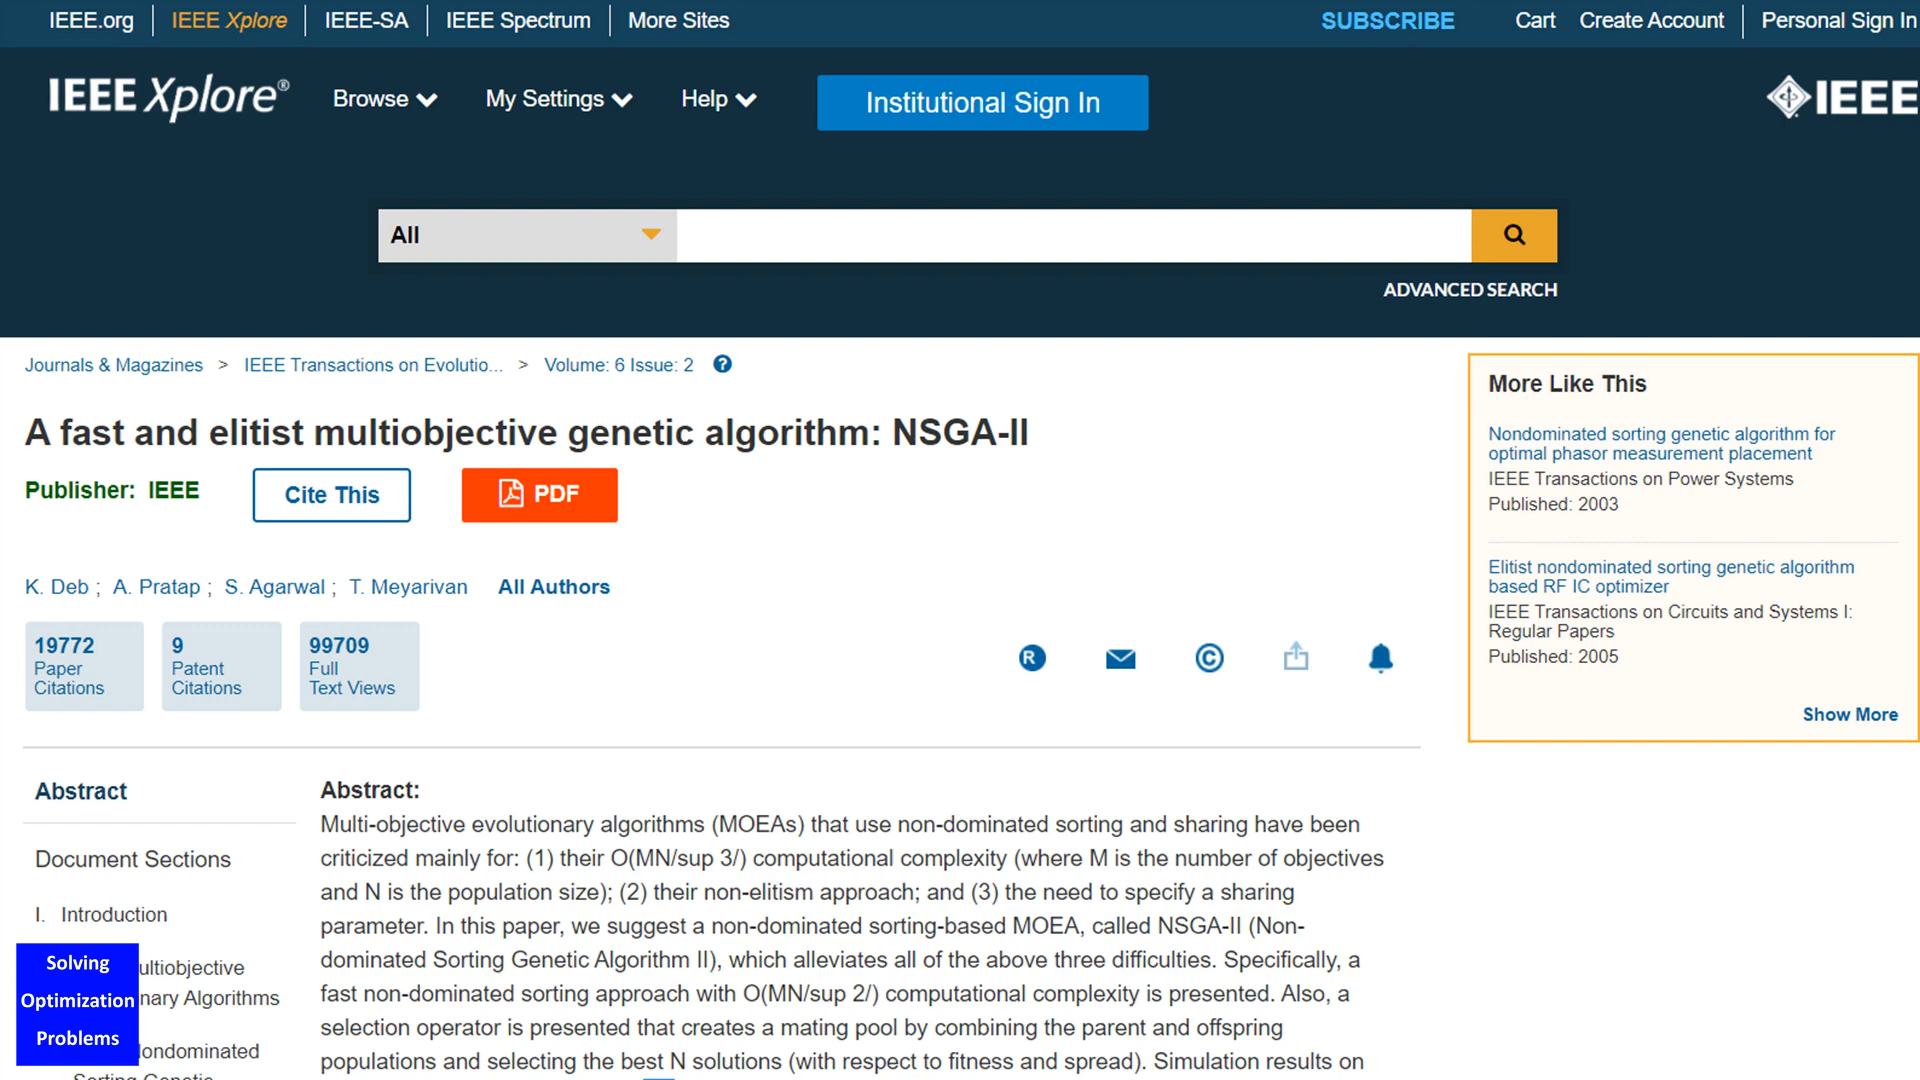 IEEE.org IEEE Xplore IEEE-SA IEEE Spectrum More Sites SUBSCRIBE Cart Create Account Personal Sign In
IEEE Xplore® Browse My Settings Help Institutional Sign In IEEE
All
ADVANCED SEARCH
Journals & Magazines > IEEE Transactions on Evolutio... > Volume: 6 Issue: 2 ?
A fast and elitist multiobjective genetic algorithm: NSGA-II
Publisher: IEEE Cite This PDF
K. Deb ; A. Pratap ; S. Agarwal ; T. Meyarivan All Authors
19772
Paper
Citations
9
Patent
Citations
99709
Full
Text Views
R ©
More Like This
Nondominated sorting genetic algorithm for
optimal phasor measurement placement
IEEE Transactions on Power Systems
Published: 2003
Elitist nondominated sorting genetic algorithm
based RF IC optimizer
IEEE Transactions on Circuits and Systems I:
Regular Papers
Published: 2005
Show More
Abstract
Document Sections
I. Introduction
ultiobjective
nary Algorithms
ondominated
Sorting Genetic
Solving
Optimization
Problems
Abstract:
Multi-objective evolutionary algorithms (MOEAs) that use non-dominated sorting and sharing have been
criticized mainly for: (1) their O(MN/sup 3/) computational complexity (where M is the number of objectives
and N is the population size); (2) their non-elitism approach; and (3) the need to specify a sharing
parameter. In this paper, we suggest a non-dominated sorting-based MOEA, called NSGA-II (Non-
dominated Sorting Genetic Algorithm II), which alleviates all of the above three difficulties. Specifically, a
fast non-dominated sorting approach with O(MN/sup 2/) computational complexity is presented. Also, a
selection operator is presented that creates a mating pool by combining the parent and offspring
populations and selecting the best N solutions (with respect to fitness and spread). Simulation results on